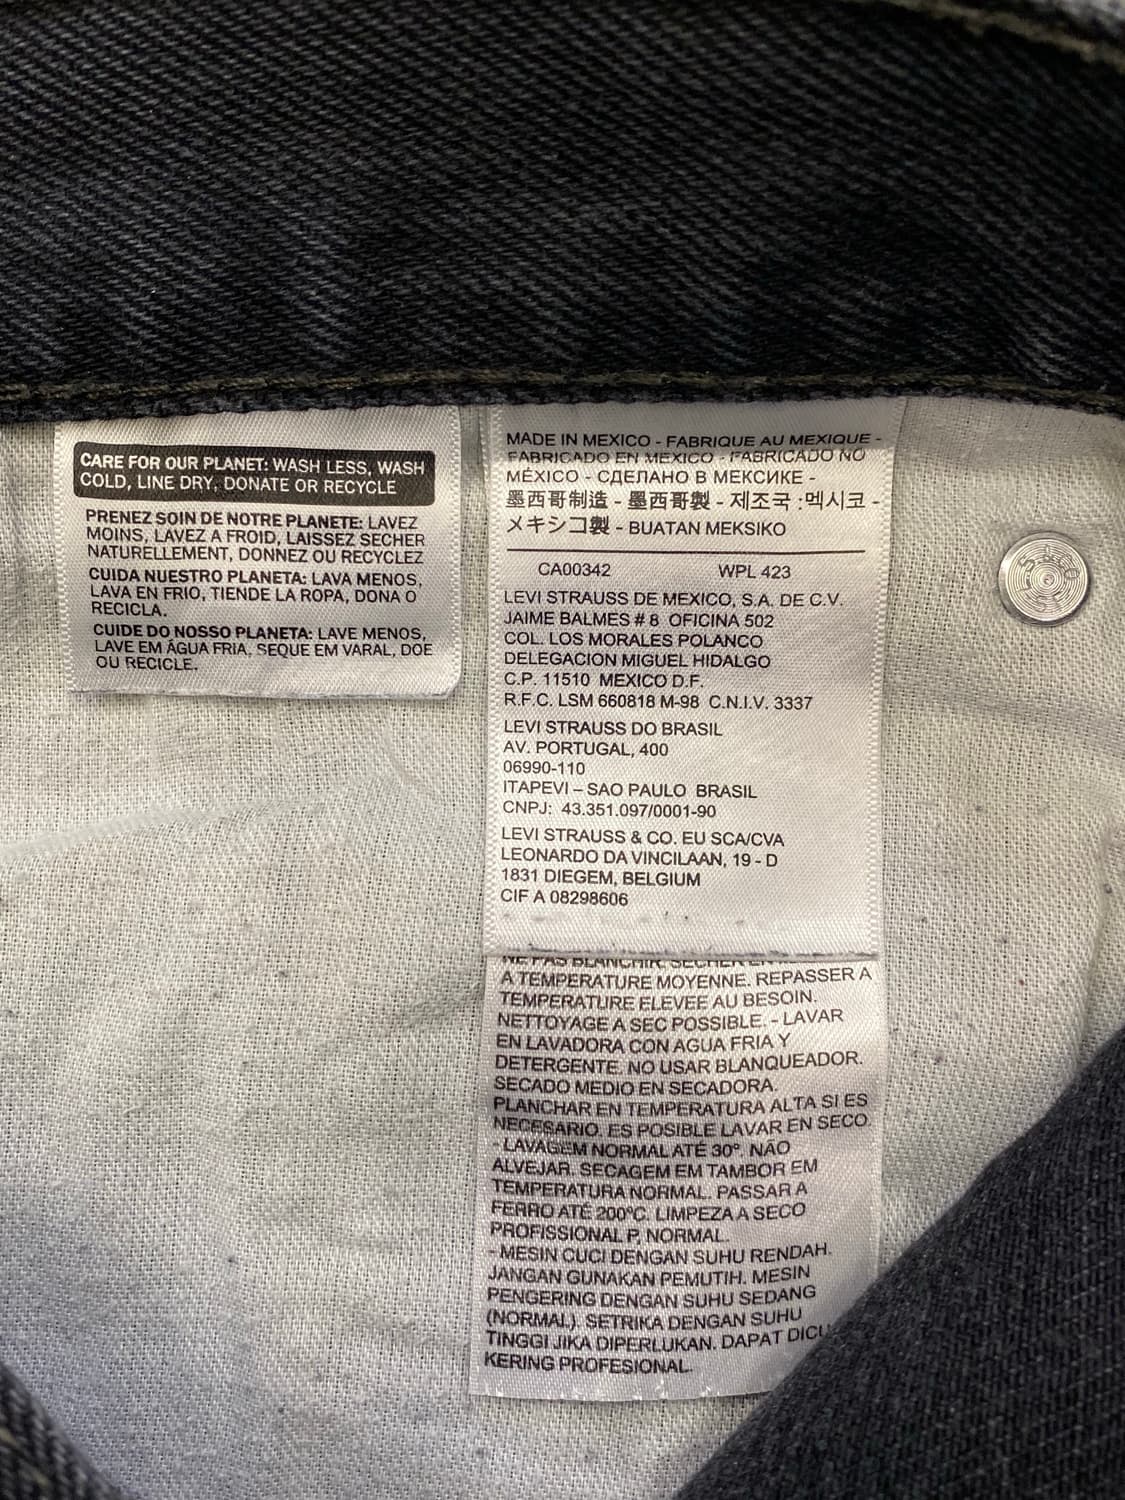 CARE FOR OUR PLANET: WASH LESS, WASH
COLD, LINE DRY, DONATE OR RECYCLE
PRENEZ SOIN DE NOTRE PLANETE: LAVEZ
MOINS, LAVEZ A FROID, LAISSEZ SECHER
NATURELLEMENT, DONNEZ OU RECYCLEZ
CUIDA NUESTRO PLANETA: LAVA MENOS,
LAVA EN FRIO, TIENDE LA ROPA, DONA O
RECICLA.
CUIDE DO NOSSO PLANETA: LAVE MENOS,
LAVE EM ÁGUA FRIA, SEQUE EM VARAL, DOE
OU RECICLE.
MADE IN MEXICO - FABRIQUE AU MEXIQUE -
FABRICADO EN MEXICO - FABRICADO NO
MÉXICO - СДЕЛАНО В МЕКСИКЕ -
墨西哥制造 - 墨西哥製 - 제조국 :멕시코 -
メキシコ製 - BUATAN MEKSIKO
CA00342 WPL 423
LEVI STRAUSS DE MEXICO, S.A. DE C.V.
JAIME BALMES # 8 OFICINA 502
COL. LOS MORALES POLANCO
DELEGACION MIGUEL HIDALGO
C.P. 11510 MEXICO D.F.
R.F.C. LSM 660818 M-98 C.N.I.V. 3337
LEVI STRAUSS DO BRASIL
AV. PORTUGAL, 400
06990-110
ITAPEVI – SAO PAULO BRASIL
CNPJ: 43.351.097/0001-90
LEVI STRAUSS & CO. EU SCA/CVA
LEONARDO DA VINCILAAN, 19 - D
1831 DIEGEM, BELGIUM
CIF A 08298606
NE PAS BLANCHIR. SECHER
A TEMPERATURE MOYENNE. REPASSER A
TEMPERATURE ELEVEE AU BESOIN.
NETTOYAGE A SEC POSSIBLE. - LAVAR
EN LAVADORA CON AGUA FRIA Y
DETERGENTE. NO USAR BLANQUEADOR.
SECADO MEDIO EN SECADORA.
PLANCHAR EN TEMPERATURA ALTA SI ES
NECESARIO. ES POSIBLE LAVAR EN SECO.
- LAVAGEM NORMAL ATÉ 30°. NÃO
ALVEJAR. SECAGEM EM TAMBOR EM
TEMPERATURA NORMAL. PASSAR A
FERRO ATÉ 200°C. LIMPEZA A SECO
PROFISSIONAL P, NORMAL.
- MESIN CUCI DENGAN SUHU RENDAH.
JANGAN GUNAKAN PEMUTIH. MESIN
PENGERING DENGAN SUHU SEDANG
(NORMAL). SETRIKA DENGAN SUHU
TINGGI JIKA DIPERLUKAN. DAPAT DICU
KERING PROFESIONAL.